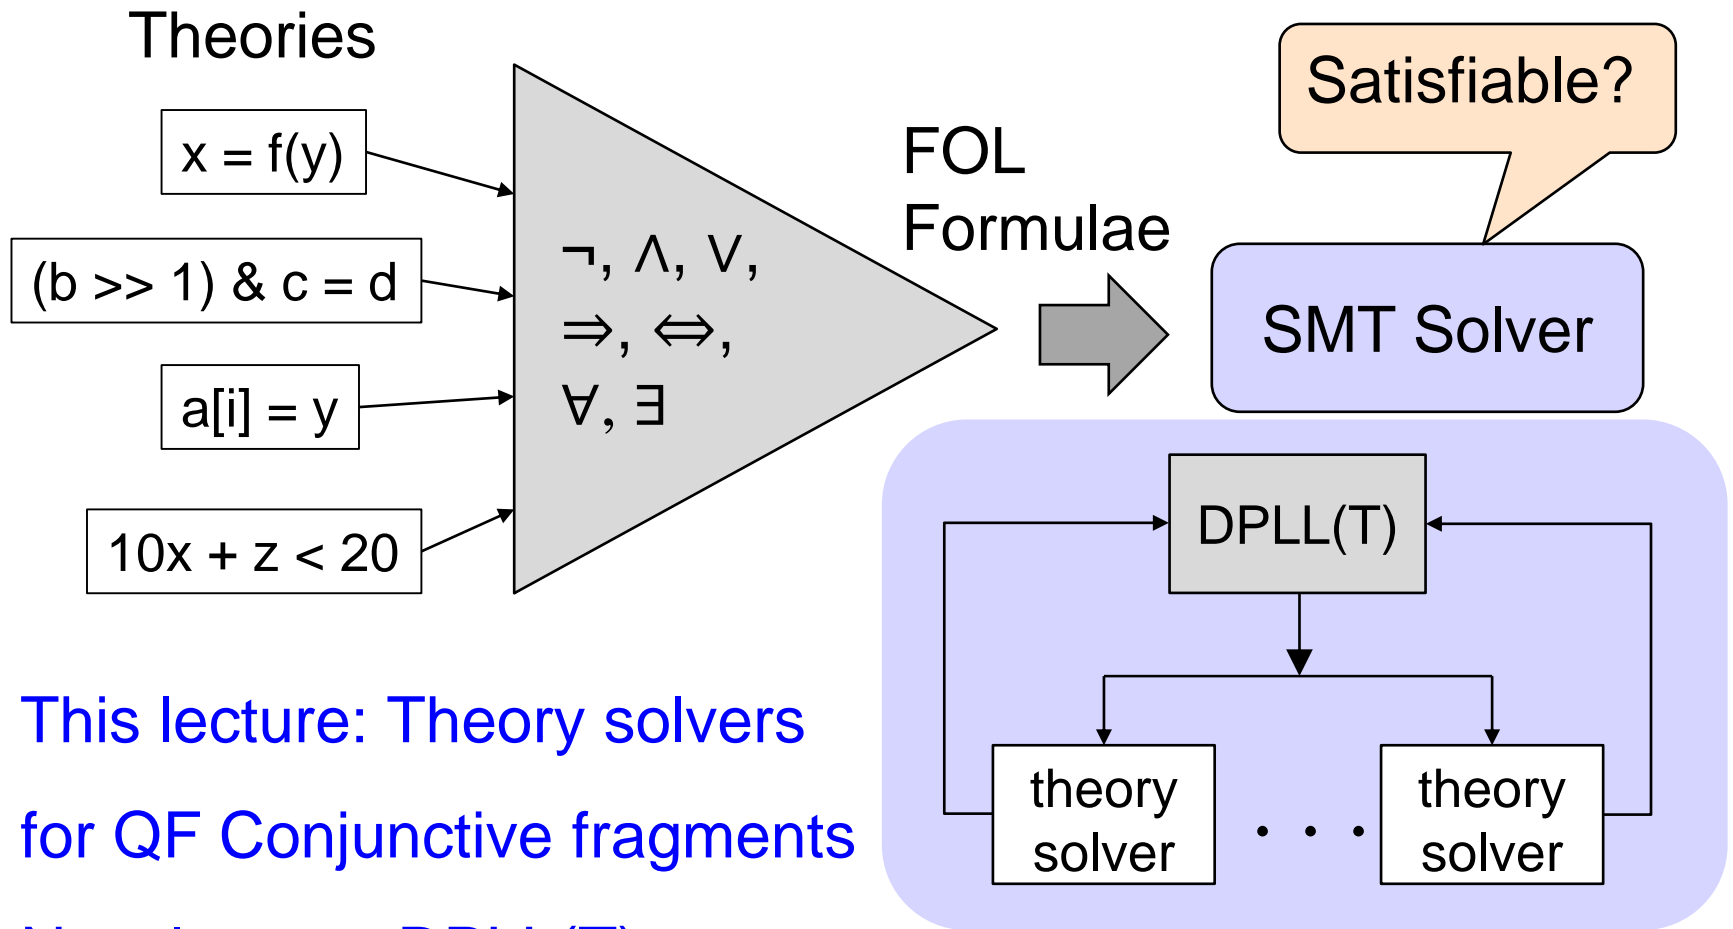 Theories
x = f(y)
(b >> 1) & c = d
a[i] = y
10x + z < 20
¬, ∧, ∨,
⇒, ⇔,
∀, ∃
FOL
Formulae
Satisfiable?
SMT Solver
DPLL(T)
theory
solver
. . .
theory
solver
This lecture: Theory solvers
for QF Conjunctive fragments